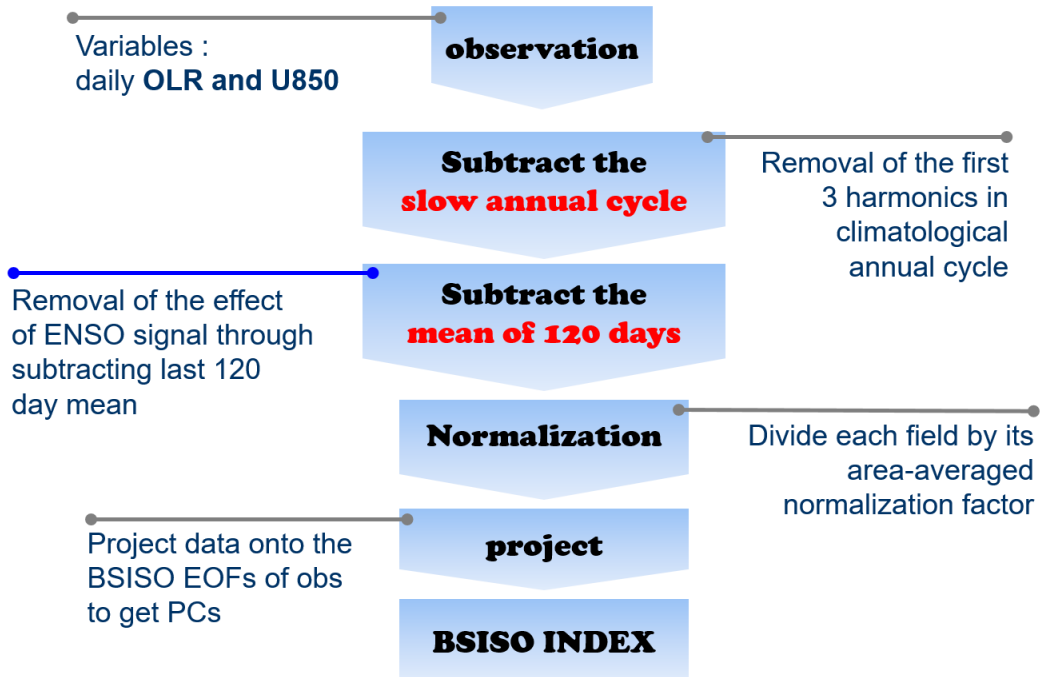 observation
Variables :
daily OLR and U850
Subtract the
slow annual cycle
Removal of the first
3 harmonics in
climatological
annual cycle
Subtract the
mean of 120 days
Removal of the effect
of ENSO signal through
subtracting last 120
day mean
Normalization
Divide each field by its
area-averaged
normalization factor
project
Project data onto the
BSISO EOFs of obs
to get PCs
BSISO INDEX